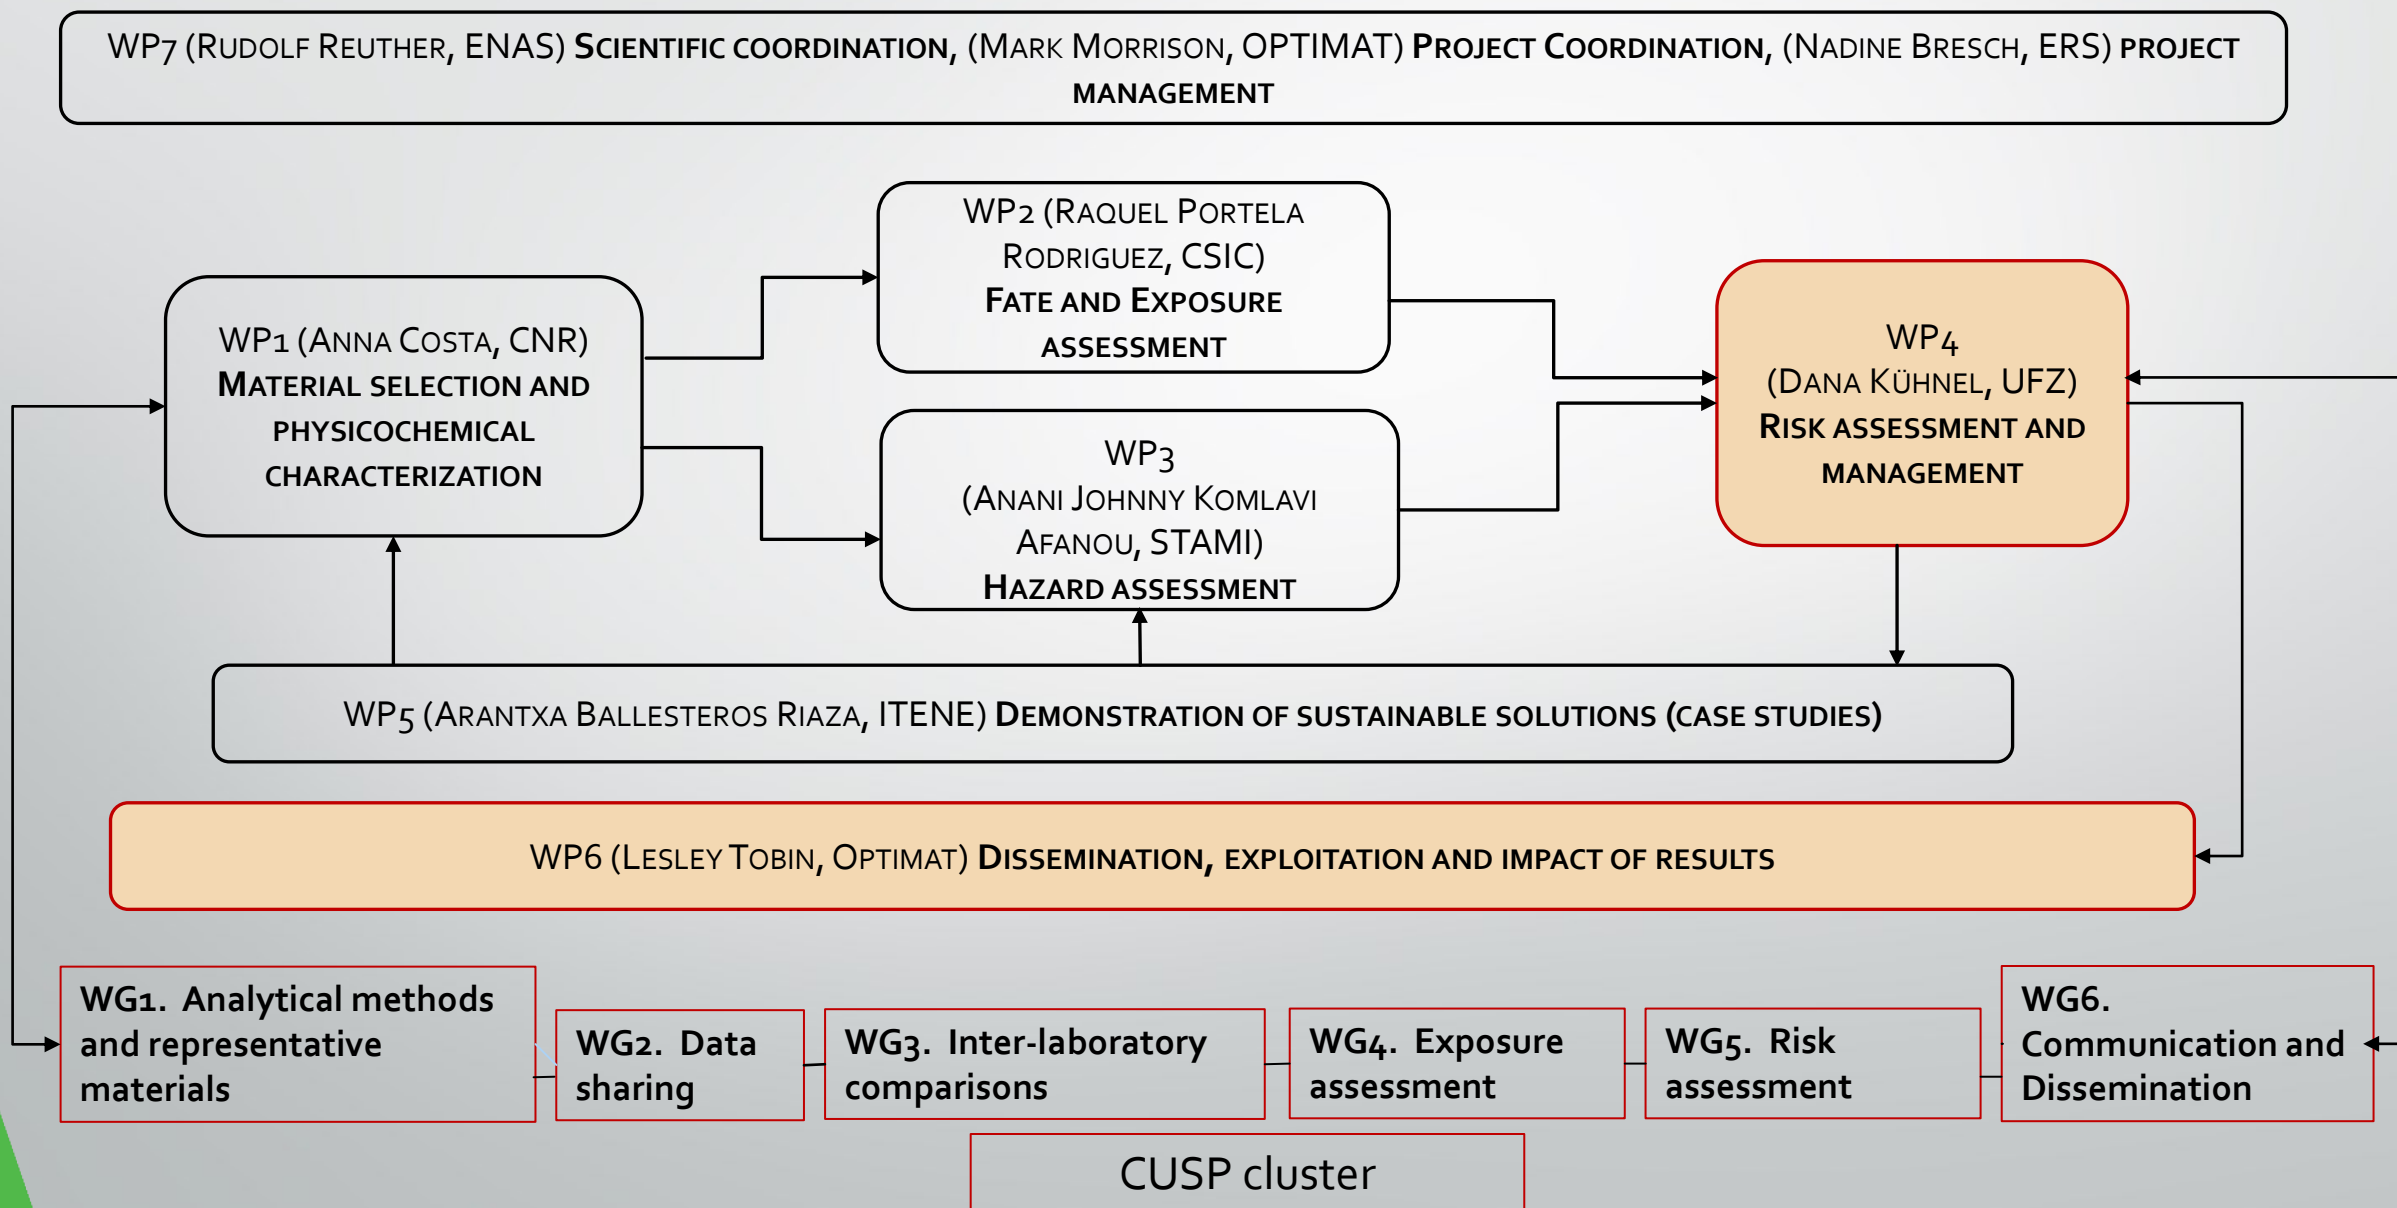 WP7 (Rudolf Reuther, ENAS) Scientific coordination, (Mark Morrison, OPTIMAT) Project Coordination, (Nadine Bresch, ERS) project
management
WP2 (Raquel Portela
Rodriguez, CSIC)
Fate and Exposure
assessment
WP1 (Anna Costa, CNR)
Material selection and
physicochemical
characterization
WP4
(Dana Kühnel, UFZ)
Risk assessment and
management
WP3
(Anani Johnny Komlavi
Afanou, STAMI)
Hazard assessment
WP5 (Arantxa Ballesteros Riaza, ITENE) Demonstration of sustainable solutions (case studies)
WP6 (Lesley Tobin, Optimat) Dissemination, exploitation and impact of results
WG1. Analytical methods
and representative
materials
WG2. Data
sharing
WG3. Inter-laboratory
comparisons
WG4. Exposure
assessment
WG5. Risk
assessment
WG6.
Communication and
Dissemination
CUSP cluster